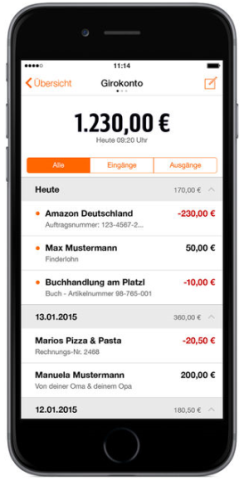 11:14
Übersicht
Girokonto
1.230,00 €
Heute 09:20 Uhr
Alle Eingänge Ausgänge
Heute 170,00 €
Amazon Deutschland -230,00 €
Auftragsnummer: 123-4567-2...
Max Mustermann 50,00 €
Finderlohn
Buchhandlung am Platzl -10,00 €
Buch - Artikelnummer 98-765-001
13.01.2015 360,00 €
Marios Pizza & Pasta -20,50 €
Rechnungs-Nr. 2468
Manuela Mustermann 200,00 €
Von deiner Oma & deinem Opa
12.01.2015 180,50 €